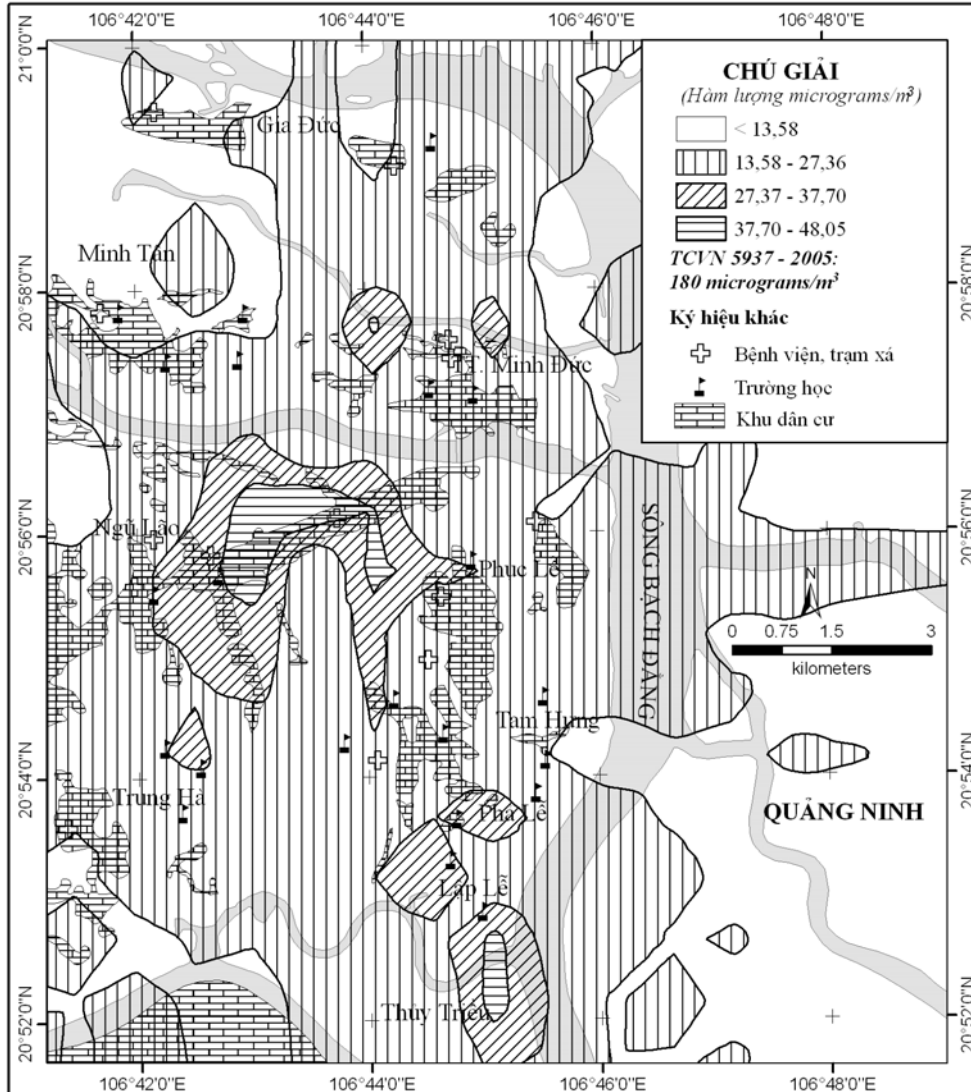 106°42'0"E
106°44'0"E
106°46'0"E
106°48'0"E
21°0'0"N
CHÚ GIẢI
(Hàm lượng micrograms/m³)
< 13,58
13,58 - 27,36
27,37 - 37,70
37,70 - 48,05
TCVN 5937 - 2005:
180 micrograms/m³
Ký hiệu khác
Bệnh viện, trạm xá
Trường học
Khu dân cư
Gia Đức
Minh Tân
20°58'0"N
20°58'0"N
TT. Minh Đức
Ngũ Lão
20°56'0"N
20°56'0"N
Phục Lễ
SÔNG BẠCH ĐẰNG
N
0 0.75 1.5 3
kilometers
Tam Hưng
20°54'0"N
20°54'0"N
Trung Hà
Phả Lễ
QUẢNG NINH
Lập Lễ
Thủy Triều
20°52'0"N
20°52'0"N
106°42'0"E
106°44'0"E
106°46'0"E
106°48'0"E